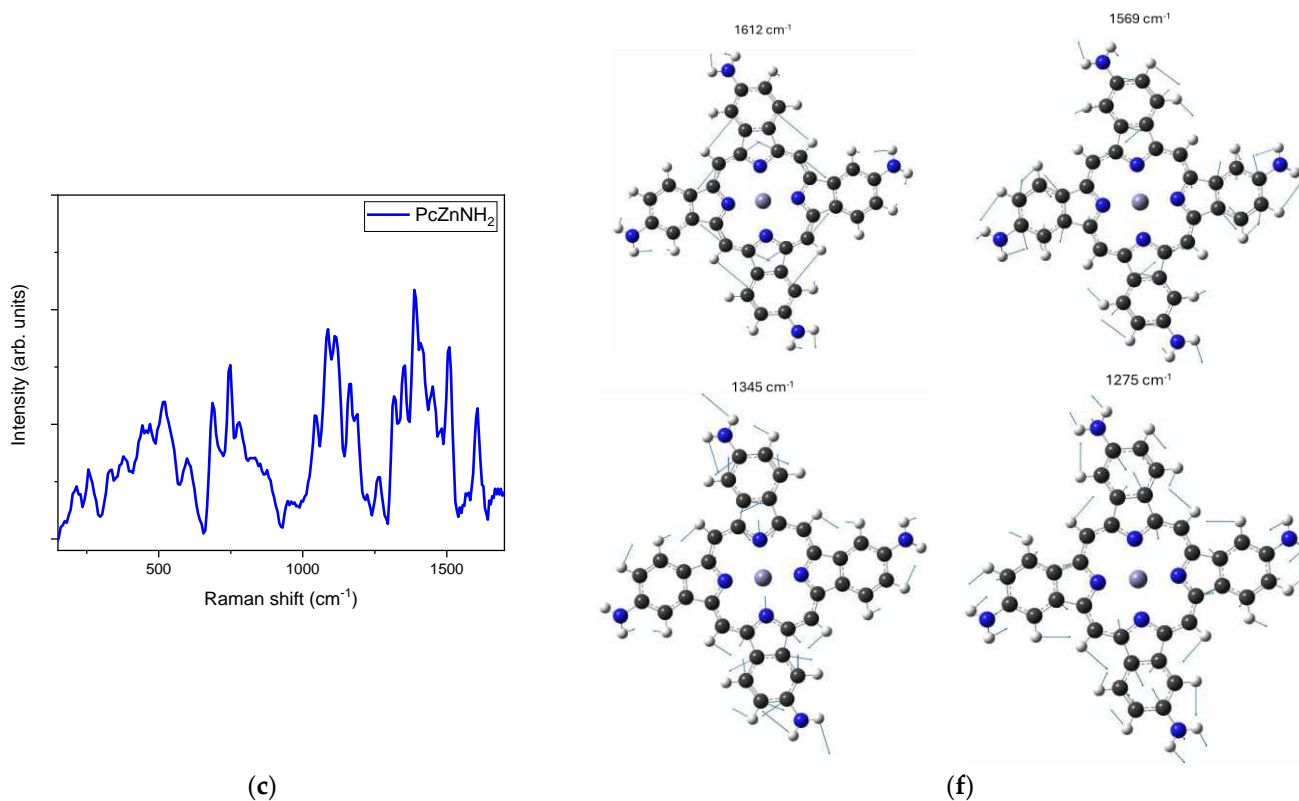 1612 cm⁻¹
1569 cm⁻¹
PcZnNH₂
Intensity (arb. units)
500
1000
1500
Raman shift (cm⁻¹)
1345 cm⁻¹
1275 cm⁻¹
(c)
(f)